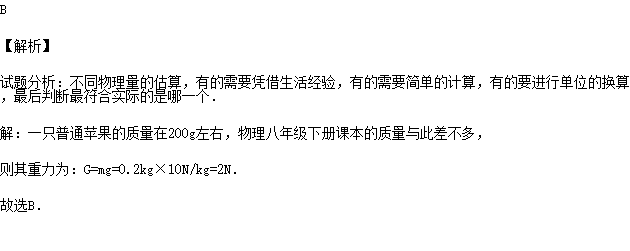 B
【解析】
试题分析：不同物理量的估算，有的需要凭借生活经验，有的需要简单的计算，有的要进行单位的换算
，最后判断最符合实际的是哪一个．
解：一只普通苹果的质量在200g左右，物理八年级下册课本的质量与此差不多，
则其重力为：G=mg=0.2kg×10N/kg=2N．
故选B．